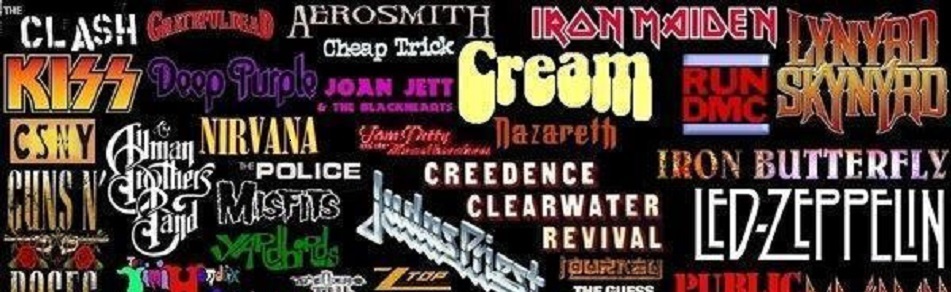 THE
CLASH
GRATEFUL DEAD
AEROSMITH
IRON MAIDEN
LYNYRD
SKYNYRD
Cheap Trick
KISS
Deep Purple
JOAN JETT
& THE BLACKHEARTS
Cream
RUN
DMC
CSNY
The
Allman
Brothers
Band
NIRVANA
Tom Petty
and the Heartbreakers
Nazareth
THE POLICE
IRON BUTTERFLY
GUNS N'
ROSES
MISFITS
CREEDENCE
CLEARWATER
REVIVAL
LED-ZEPPELIN
Judas Priest
YARDBIRDS
JOURNEY
Jimi Hendrix
ZZ TOP
THE GUESS
PUBLIC